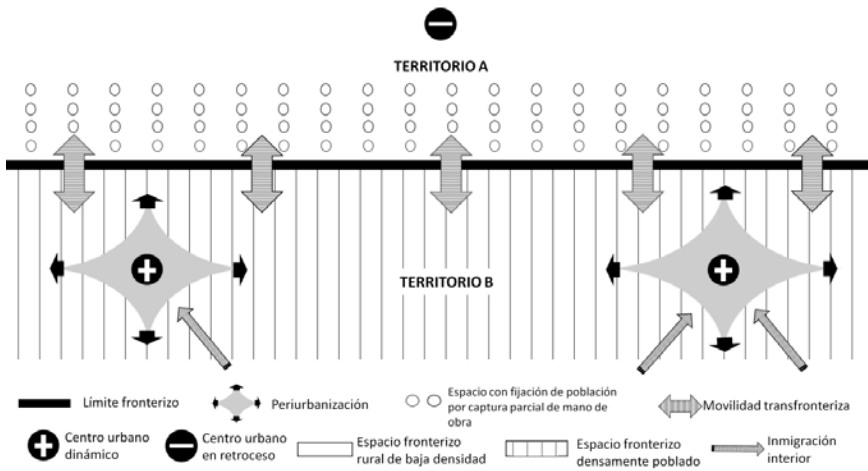 TERRITORIO A
TERRITORIO B
Límite fronterizo
Periurbanización
Espacio con fijación de población
por captura parcial de mano de
obra
Movilidad transfronteriza
Centro urbano
dinámico
Centro urbano
en retroceso
Espacio fronterizo
rural de baja densidad
Espacio fronterizo
densamente poblado
Inmigración
interior